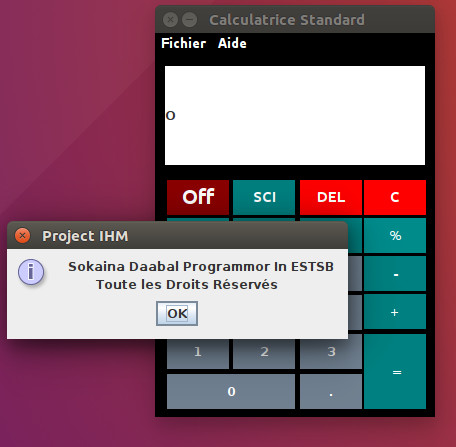 Calculatrice Standard
Fichier Aide
O
Off SCI DEL C
%
Project IHM
-
Sokaina Daabal Programmor In ESTSB
Toute les Droits Réservés
+
OK
1 2 3
=
0 .